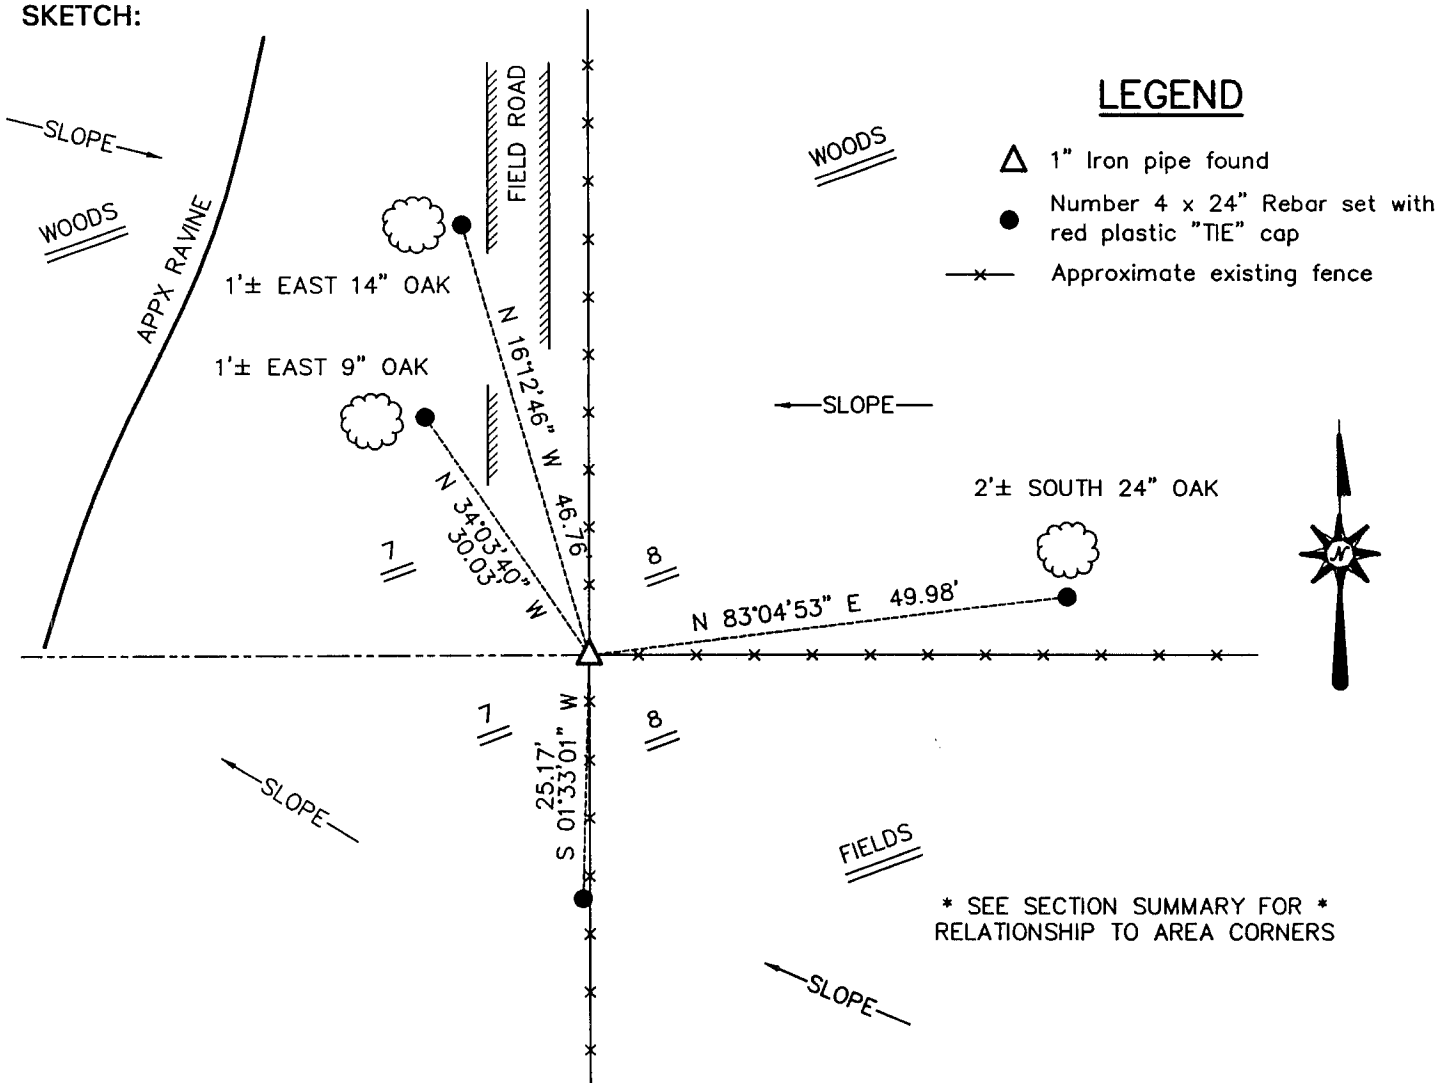 SKETCH:
LEGEND
1" Iron pipe found
Number 4 x 24" Rebar set with
red plastic "TIE" cap
Approximate existing fence
SLOPE
WOODS
APPX RAVINE
FIELD ROAD
WOODS
1'± EAST 14" OAK
1'± EAST 9" OAK
N 16°12'46" W 46.76
N 34°03'40" W
30.03'
SLOPE
2'± SOUTH 24" OAK
N
7
8
N 83°04'53" E 49.98'
7
8
25.17'
S 01°33'01" W
SLOPE
FIELDS
* SEE SECTION SUMMARY FOR *
RELATIONSHIP TO AREA CORNERS
SLOPE